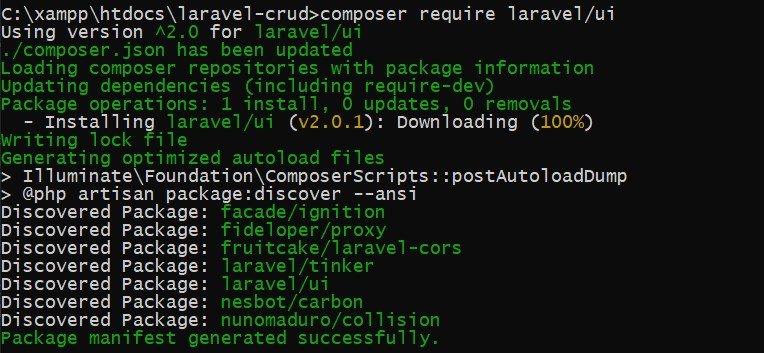 C:\xampp\htdocs\laravel-crud>composer require laravel/ui
Using version ^2.0 for laravel/ui
./composer.json has been updated
Loading composer repositories with package information
Updating dependencies (including require-dev)
Package operations: 1 install, 0 updates, 0 removals
  - Installing laravel/ui (v2.0.1): Downloading (100%)
Writing lock file
Generating optimized autoload files
> Illuminate\Foundation\ComposerScripts::postAutoloadDump
> @php artisan package:discover --ansi
Discovered Package: facade/ignition
Discovered Package: fideloper/proxy
Discovered Package: fruitcake/laravel-cors
Discovered Package: laravel/tinker
Discovered Package: laravel/ui
Discovered Package: nesbot/carbon
Discovered Package: nunomaduro/collision
Package manifest generated successfully.